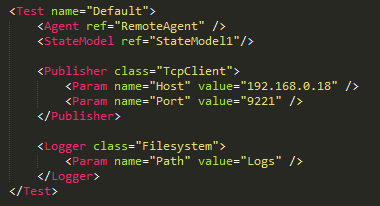 <Test name="Default">
    <Agent ref="RemoteAgent" />
    <StateModel ref="StateModel1"/>

    <Publisher class="TcpClient">
        <Param name="Host" value="192.168.0.18" />
        <Param name="Port" value="9221" />
    </Publisher>

    <Logger class="Filesystem">
        <Param name="Path" value="Logs" />
    </Logger>
</Test>